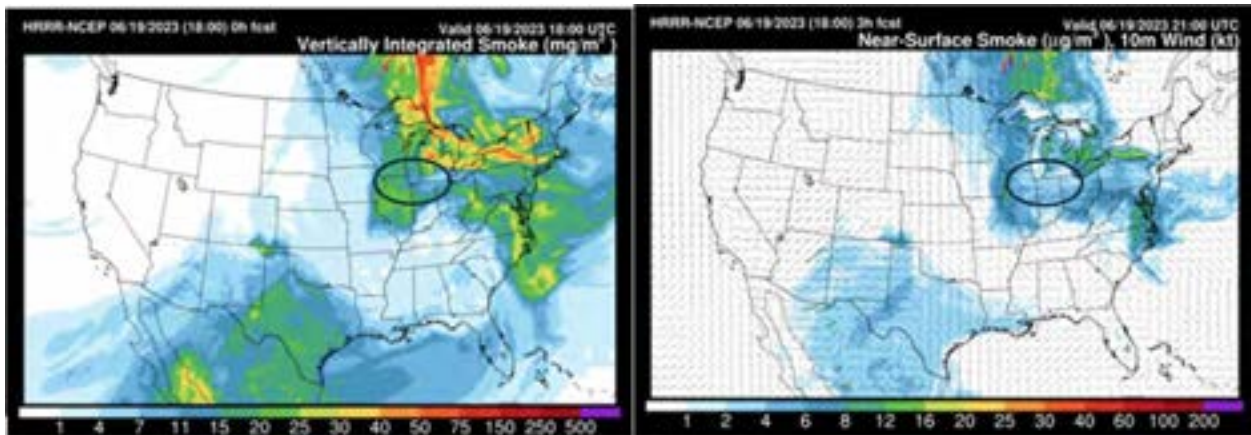 HRRR-NCEP 06/19/2023 (18:00) 0h fcst
Valid 06/19/2023 18:00 UTC
Vertically Integrated Smoke (mg/m²)
1 4 7 11 15 20 25 30 40 50 75 150 250 500
HRRR-NCEP 06/19/2023 (18:00) 3h fcst
Valid 06/19/2023 21:00 UTC
Near-Surface Smoke (μg/m³), 10m Wind (kt)
1 2 4 6 8 12 16 20 25 30 40 60 100 200